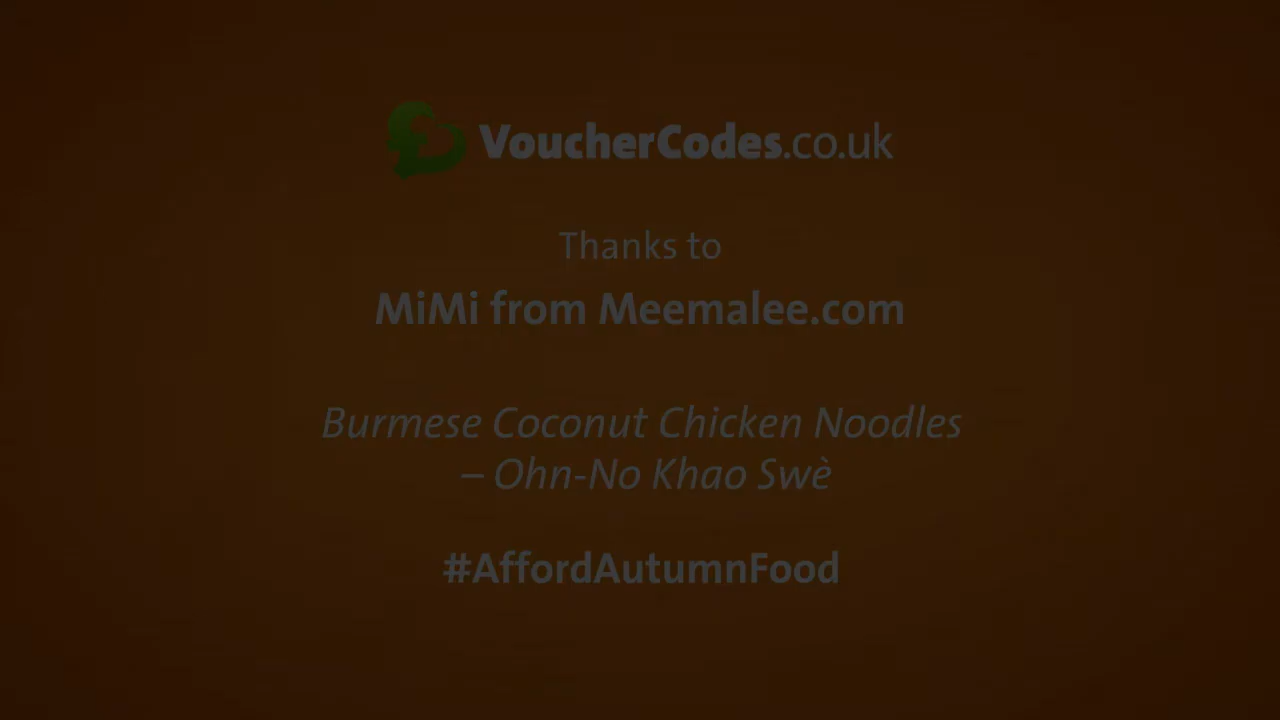 VoucherCodes.co.uk
Thanks to
MiMi from Meemalee.com
Burmese Coconut Chicken Noodles
– Ohn-No Khao Swè
#AffordAutumnFood